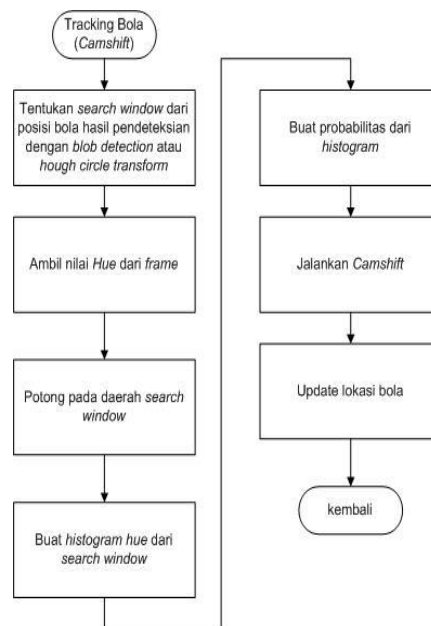 Tracking Bola
(Camshift)
Tentukan search window dari
posisi bola hasil pendeteksian
dengan blob detection atau
hough circle transform
Ambil nilai Hue dari frame
Potong pada daerah search
window
Buat histogram hue dari
search window
Buat probabilitas dari
histogram
Jalankan Camshift
Update lokasi bola
kembali